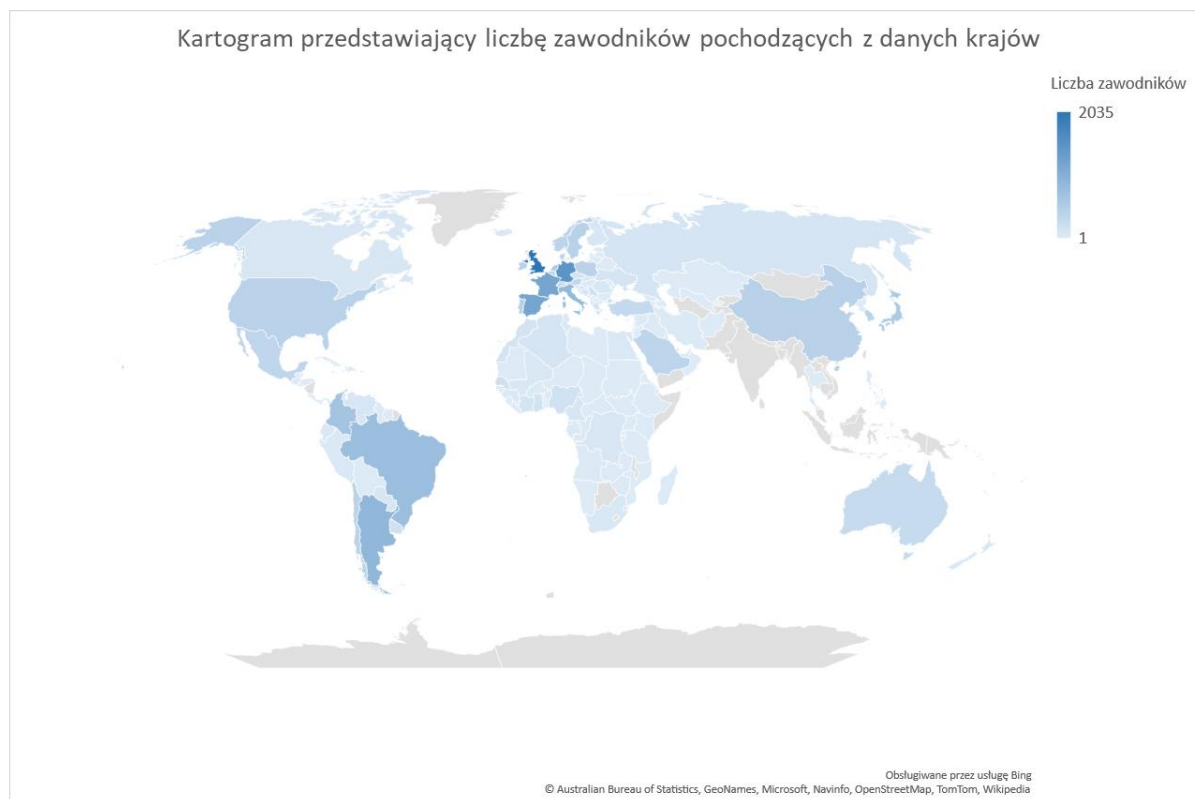 Kartogram przedstawiający liczbę zawodników pochodzących z danych krajów
Liczba zawodników
2035
1
Obsługiwane przez usługę Bing
© Australian Bureau of Statistics, GeoNames, Microsoft, Navinfo, OpenStreetMap, TomTom, Wikipedia